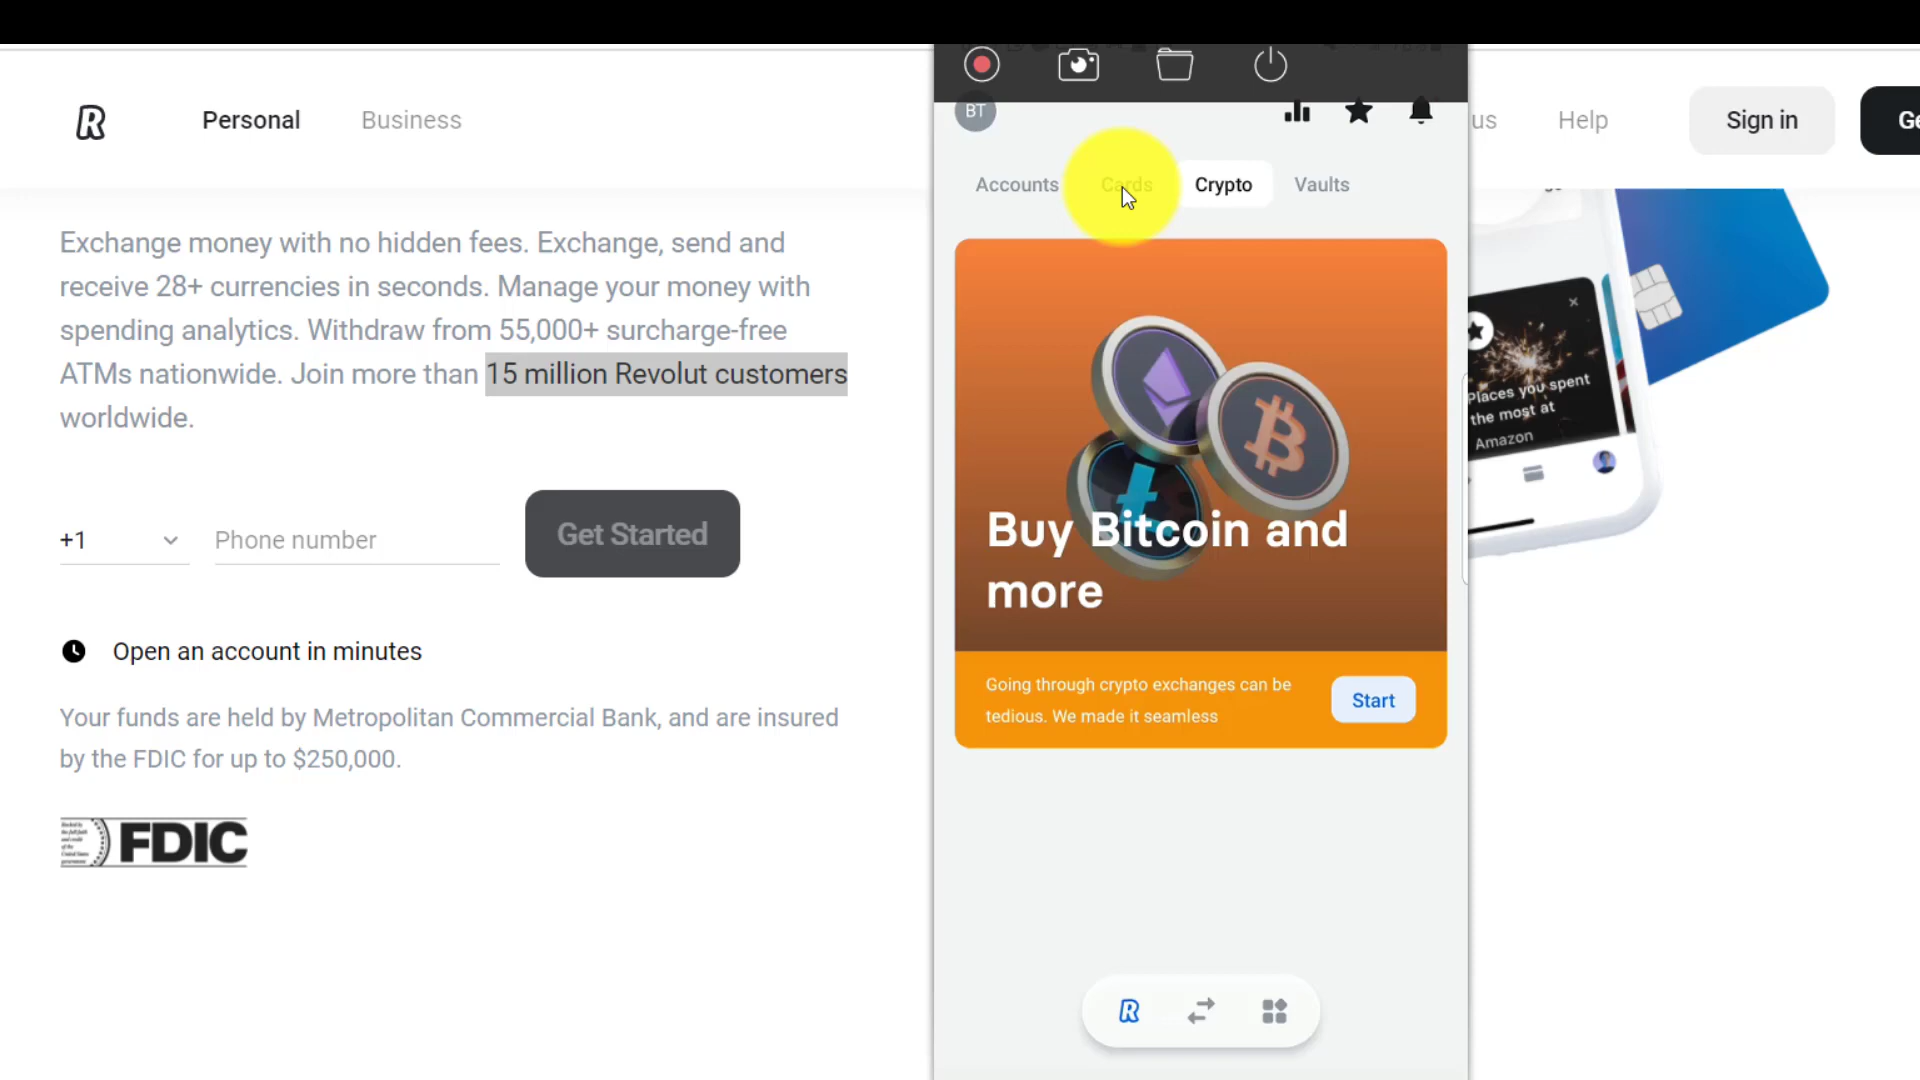 R
Personal
Business
us
Help
Sign in
Ge
BT
Accounts
Cards
Crypto
Vaults
Exchange money with no hidden fees. Exchange, send and
receive 28+ currencies in seconds. Manage your money with
spending analytics. Withdraw from 55,000+ surcharge-free
ATMs nationwide. Join more than 15 million Revolut customers
worldwide.
+1
Phone number
Get Started
Open an account in minutes
Your funds are held by Metropolitan Commercial Bank, and are insured
by the FDIC for up to $250,000.
FDIC
Buy Bitcoin and
more
Going through crypto exchanges can be
tedious. We made it seamless
Start
R
Places you spent
the most at
Amazon